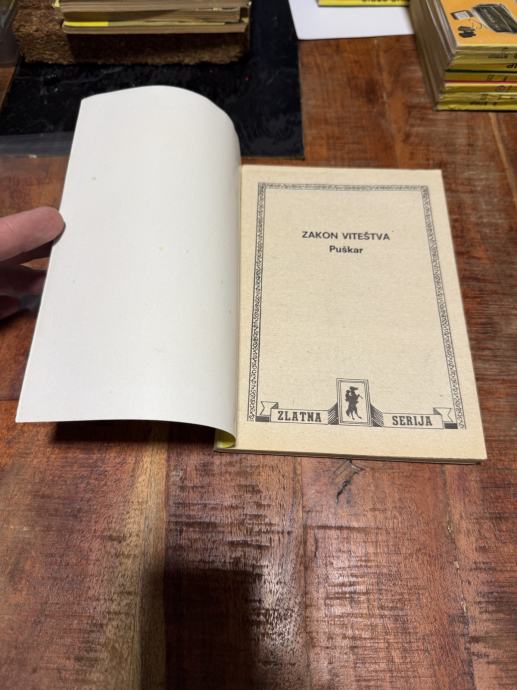 ZAKON VITEŠTVA
Puškar
ZLATNA SERIJA